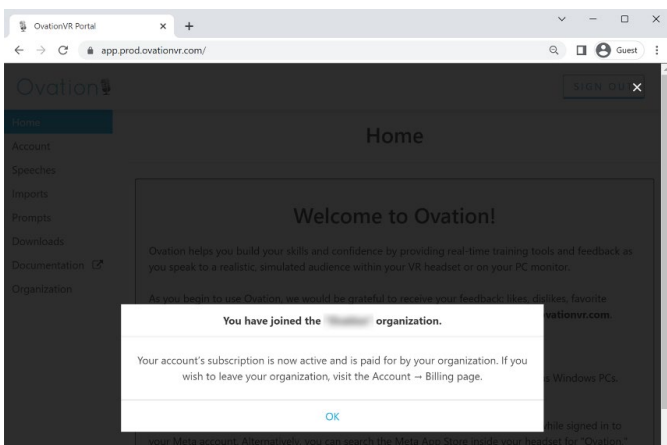 OvationVR Portal
app.prod.ovationvr.com/
Guest
Ovation
SIGN OUT
Home
Account
Speeches
Imports
Prompts
Downloads
Documentation
Organization
Home
Welcome to Ovation!
Ovation helps you build your skills and confidence by providing real-time training tools and feedback as
you speak to a realistic, simulated audience within your VR headset or on your PC monitor.
As you begin to use Ovation, we would be grateful to receive your feedback: likes, dislikes, favorite
ovationvr.com.
You have joined the organization.
Your account's subscription is now active and is paid for by your organization. If you
wish to leave your organization, visit the Account → Billing page.
OK
s Windows PCs.
while signed in to
your Meta account. Alternatively, you can search the Meta App Store inside your headset for "Ovation."